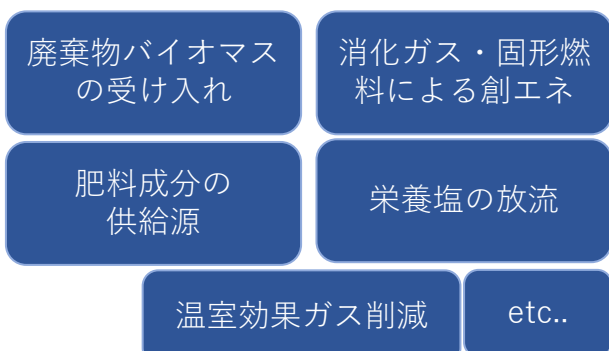 廃棄物バイオマス
の受け入れ
消化ガス・固形燃
料による創エネ
肥料成分の
供給源
栄養塩の放流
温室効果ガス削減
etc..